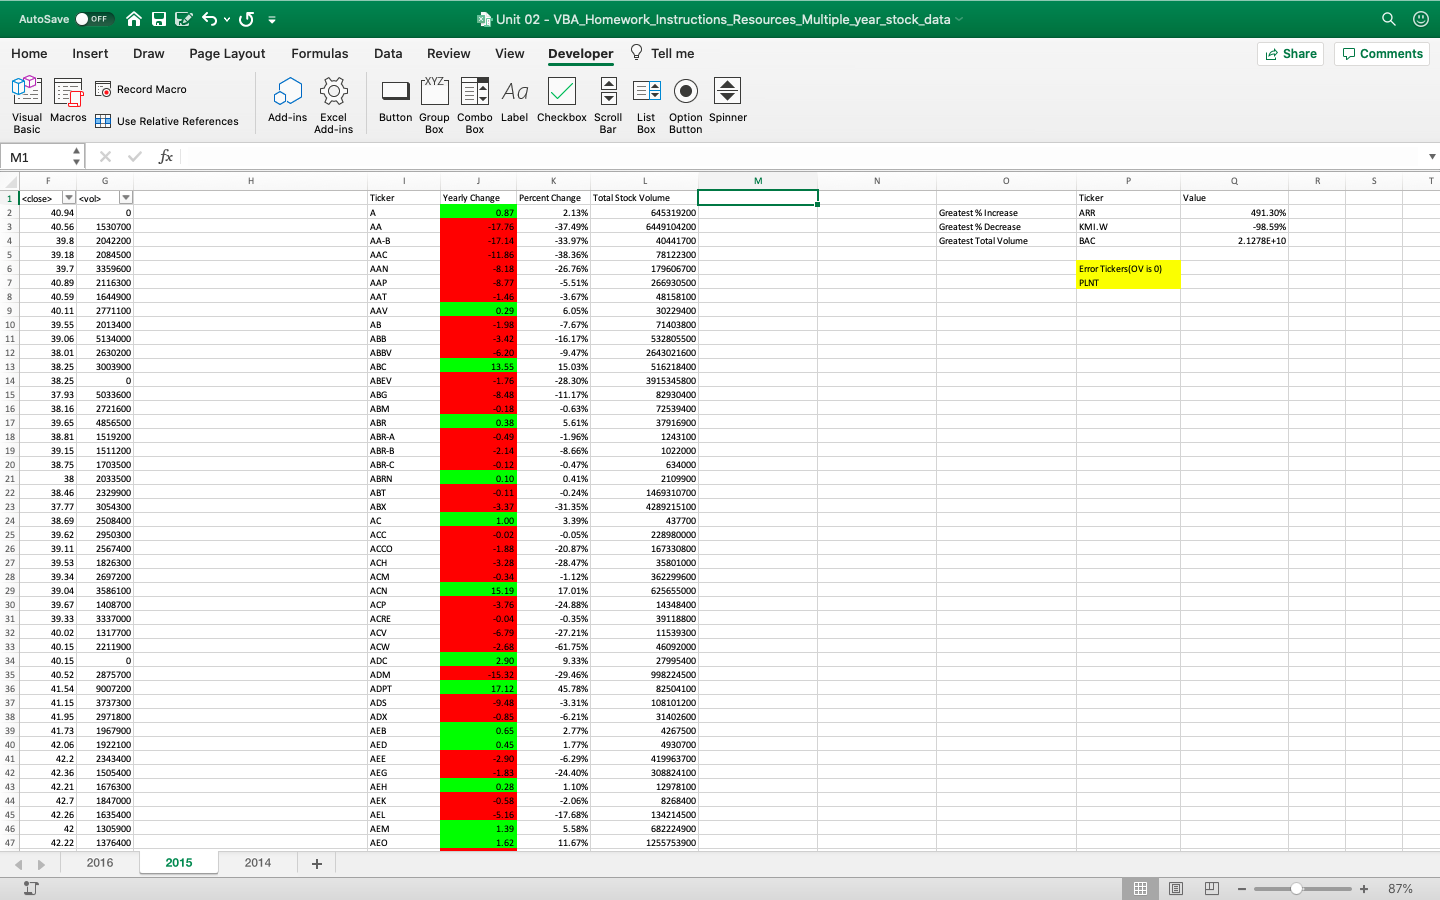 AutoSave OFF Unit 02 - VBA_Homework_Instructions_Resources_Multiple_year_stock_data
Home Insert Draw Page Layout Formulas Data Review View Developer Tell me Share Comments
Visual Basic Macros Record Macro Use Relative References Add-ins Excel Add-ins Button Group Box Combo Box Label Checkbox Scroll Bar List Box Option Button Spinner
XYZ Aa
M1 fx
F G H I J K L M N O P Q R S T
1 <close> <vol> Ticker Yearly Change Percent Change Total Stock Volume Ticker Value
2 40.94 0 A 0.87 2.13% 645319200 Greatest % Increase ARR 491.30%
3 40.56 1530700 AA -17.76 -37.49% 6449104200 Greatest % Decrease KMI.W -98.59%
4 39.8 2042200 AA-B -17.14 -33.97% 40441700 Greatest Total Volume BAC 2.1278E+10
5 39.18 2084500 AAC -11.86 -38.36% 78122300
6 39.7 3359600 AAN -8.18 -26.76% 179606700 Error Tickers(OV is 0)
7 40.89 2116300 AAP -8.77 -5.51% 266930500 PLNT
8 40.59 1644900 AAT -1.46 -3.67% 48158100
9 40.11 2771100 AAV 0.29 6.05% 30229400
10 39.55 2013400 AB -1.98 -7.67% 71403800
11 39.06 5134000 ABB -3.42 -16.17% 532805500
12 38.01 2630200 ABBV -6.20 -9.47% 2643021600
13 38.25 3003900 ABC 13.55 15.03% 516218400
14 38.25 0 ABEV -1.76 -28.30% 3915345800
15 37.93 5033600 ABG -8.48 -11.17% 82930400
16 38.16 2721600 ABM -0.18 -0.63% 72539400
17 39.65 4856500 ABR 0.38 5.61% 37916900
18 38.81 1519200 ABR-A -0.49 -1.96% 1243100
19 39.15 1511200 ABR-B -2.14 -8.66% 1022000
20 38.75 1703500 ABR-C -0.12 -0.47% 634000
21 38 2033500 ABRN 0.10 0.41% 2109900
22 38.46 2329900 ABT -0.11 -0.24% 1469310700
23 37.77 3054300 ABX -3.37 -31.35% 4289215100
24 38.69 2508400 AC 1.00 3.39% 437700
25 39.62 2950300 ACC -0.02 -0.05% 228980000
26 39.11 2567400 ACCO -1.88 -20.87% 167330800
27 39.53 1826300 ACH -3.28 -28.47% 35801000
28 39.34 2697200 ACM -0.34 -1.12% 362299600
29 39.04 3586100 ACN 15.19 17.01% 625655000
30 39.67 1408700 ACP -3.76 -24.88% 14348400
31 39.33 3337000 ACRE -0.04 -0.35% 39118800
32 40.02 1317700 ACV -6.79 -27.21% 11539300
33 40.15 2211900 ACW -2.68 -61.75% 46092000
34 40.15 0 ADC 2.90 9.33% 27995400
35 40.52 2875700 ADM -15.32 -29.46% 998224500
36 41.54 9007200 ADPT 17.12 45.78% 82504100
37 41.15 3737300 ADS -9.48 -3.31% 108101200
38 41.95 2971800 ADX -0.85 -6.21% 31402600
39 41.73 1967900 AEB 0.65 2.77% 4267500
40 42.06 1922100 AED 0.45 1.77% 4930700
41 42.2 2343400 AEE -2.90 -6.29% 419963700
42 42.36 1505400 AEG -1.83 -24.40% 308824100
43 42.21 1676300 AEH 0.28 1.10% 12978100
44 42.7 1847000 AEK -0.58 -2.06% 8268400
45 42.26 1635400 AEL -5.16 -17.68% 134214500
46 42 1305900 AEM 1.39 5.58% 682224900
47 42.22 1376400 AEO 1.62 11.67% 1255753900
2016 2015 2014 +
87%